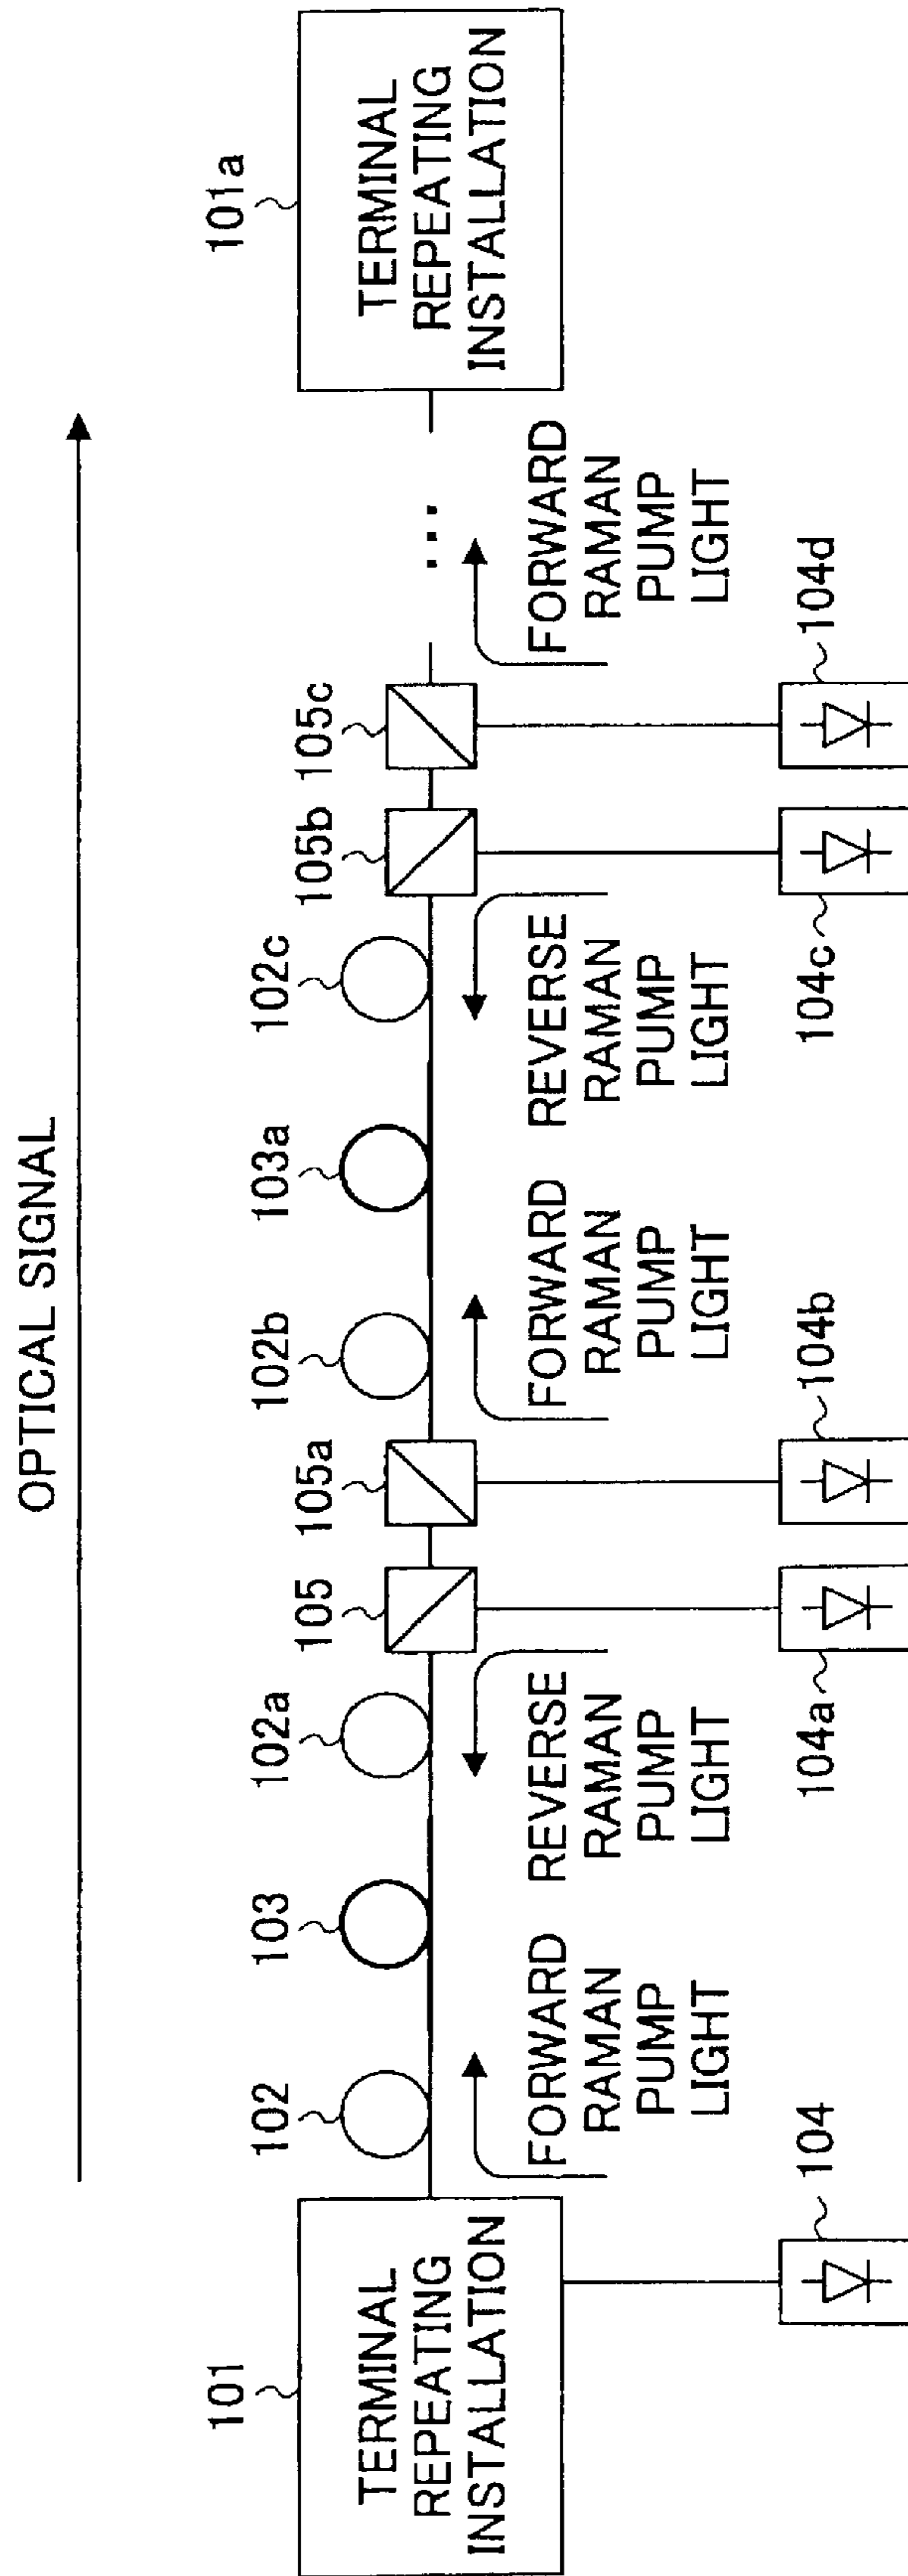 OPTICAL SIGNAL
101
TERMINAL
REPEATING
INSTALLATION
102
103
102a
105
105a
102b
103a
102c
105b
105c
101a
TERMINAL
REPEATING
INSTALLATION
...
FORWARD
RAMAN
PUMP
LIGHT
REVERSE
RAMAN
PUMP
LIGHT
FORWARD
RAMAN
PUMP
LIGHT
REVERSE
RAMAN
PUMP
LIGHT
FORWARD
RAMAN
PUMP
LIGHT
104
104a
104b
104c
104d